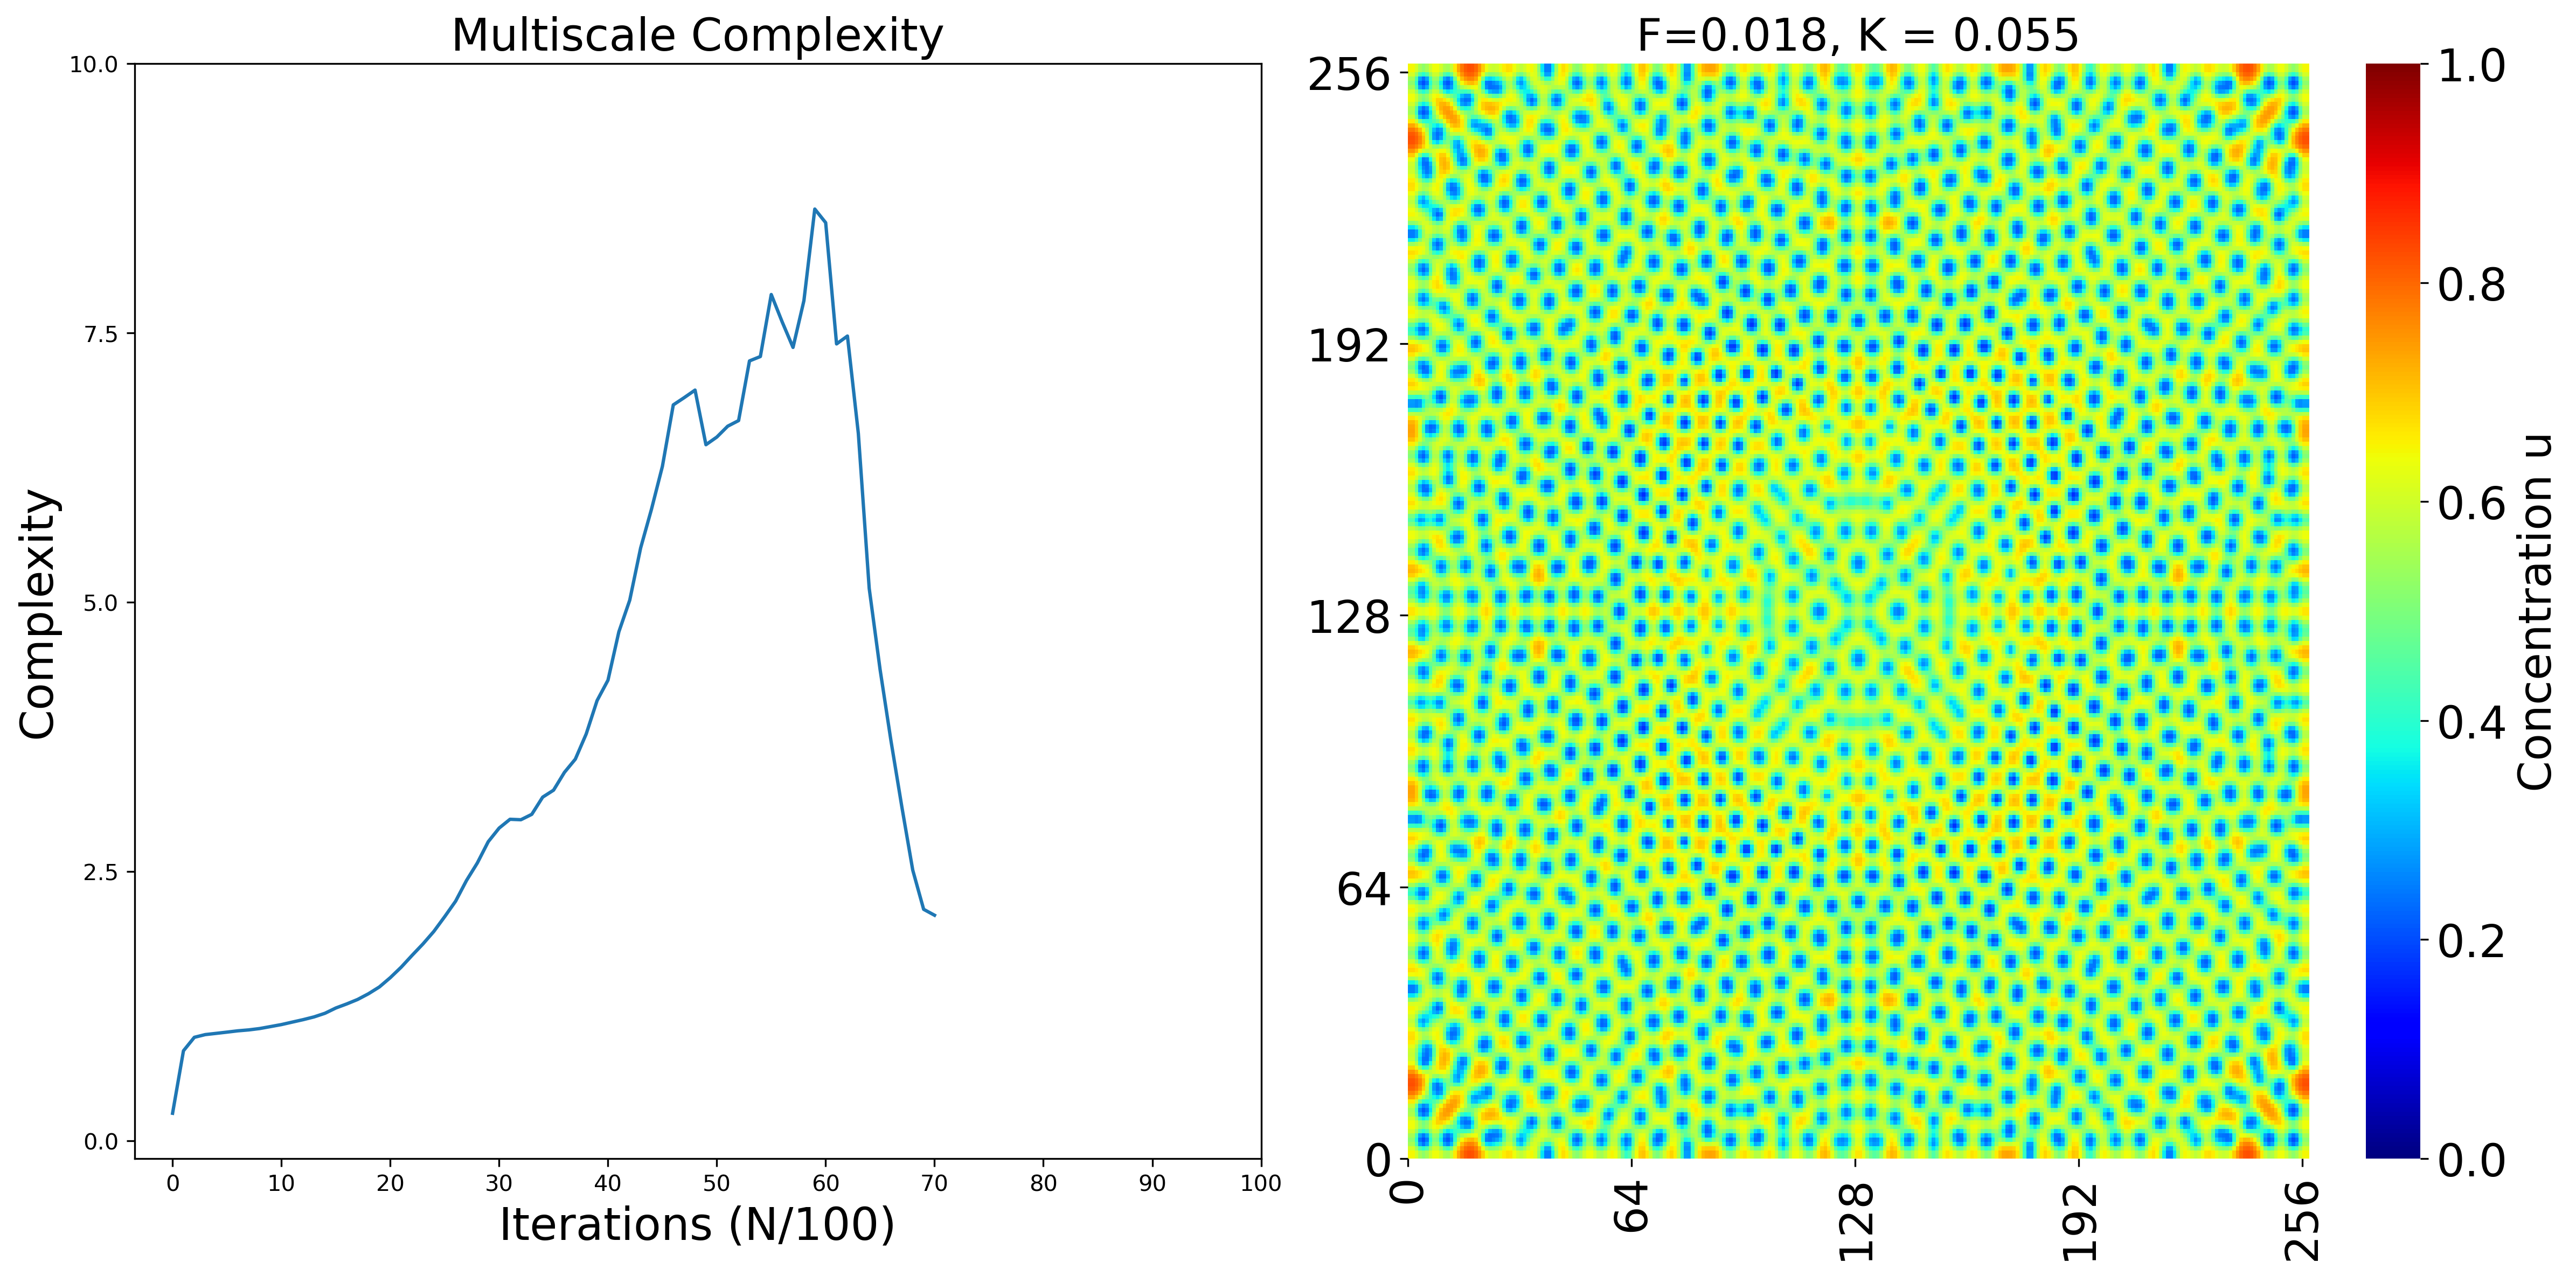 Multiscale Complexity
10.0
7.5
5.0
2.5
0.0
Complexity
0 10 20 30 40 50 60 70 80 90 100
Iterations (N/100)
F=0.018, K = 0.055
256
192
128
64
0
0 64 128 192 256
1.0
0.8
0.6
0.4
0.2
0.0
Concentration u